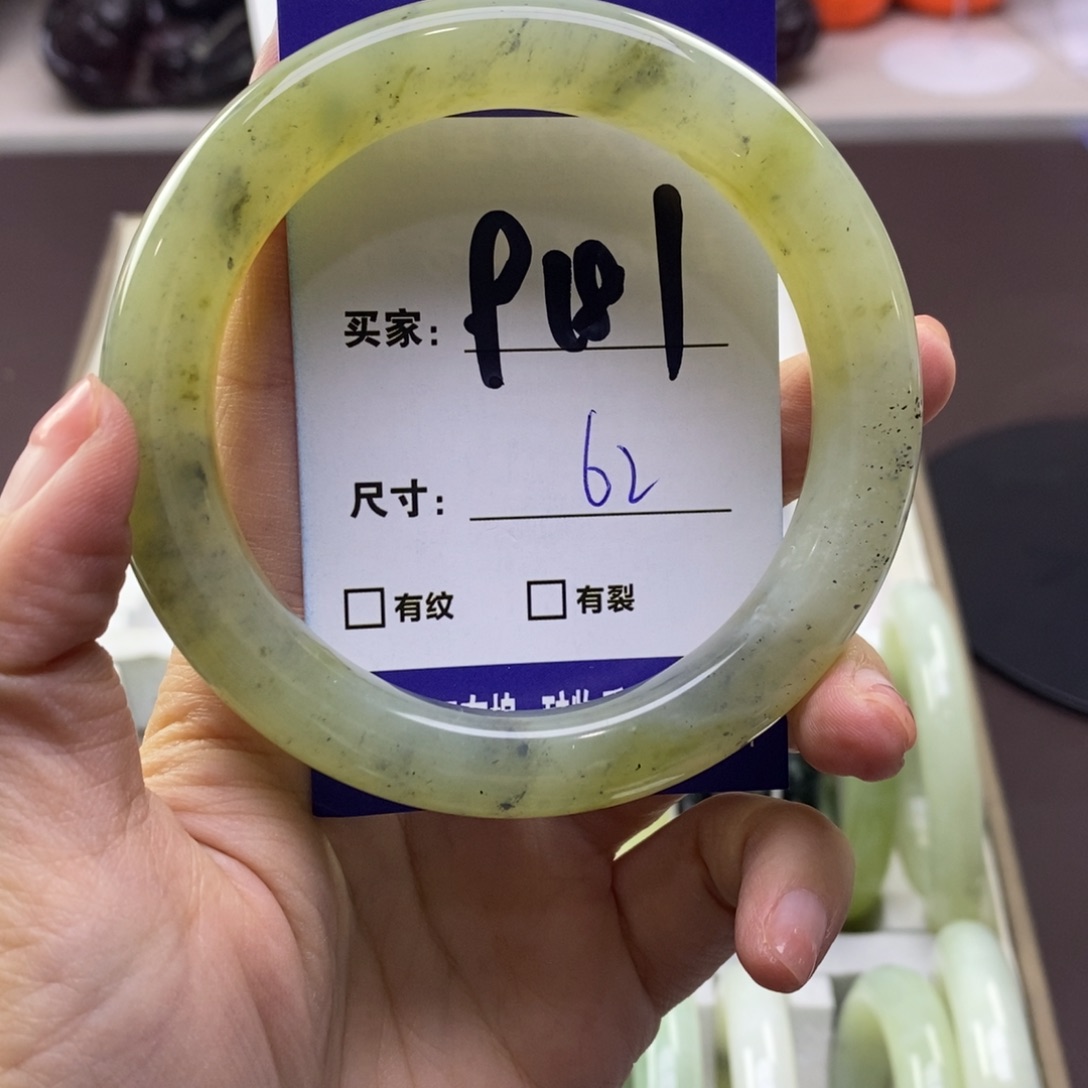 买家: P181
尺寸: 62
□有纹 □有裂